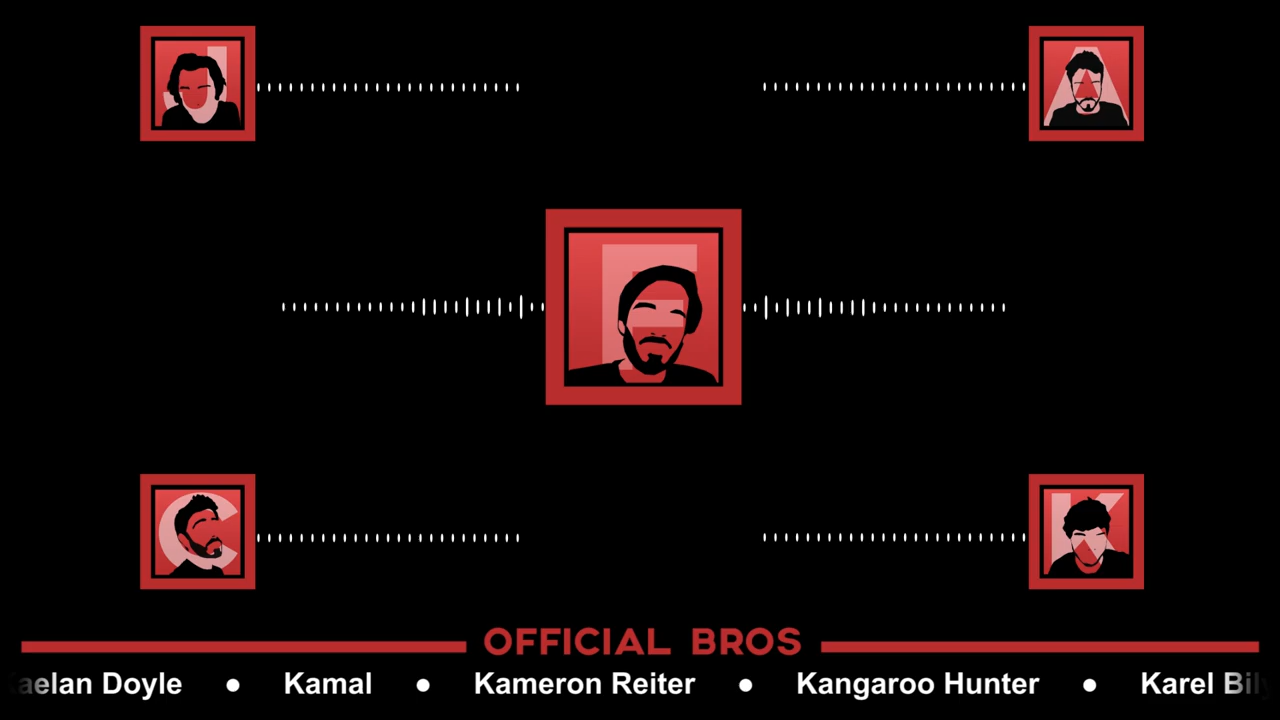 J
A
E
C
K
OFFICIAL BROS
aelan Doyle ● Kamal ● Kameron Reiter ● Kangaroo Hunter ● Karel Bil